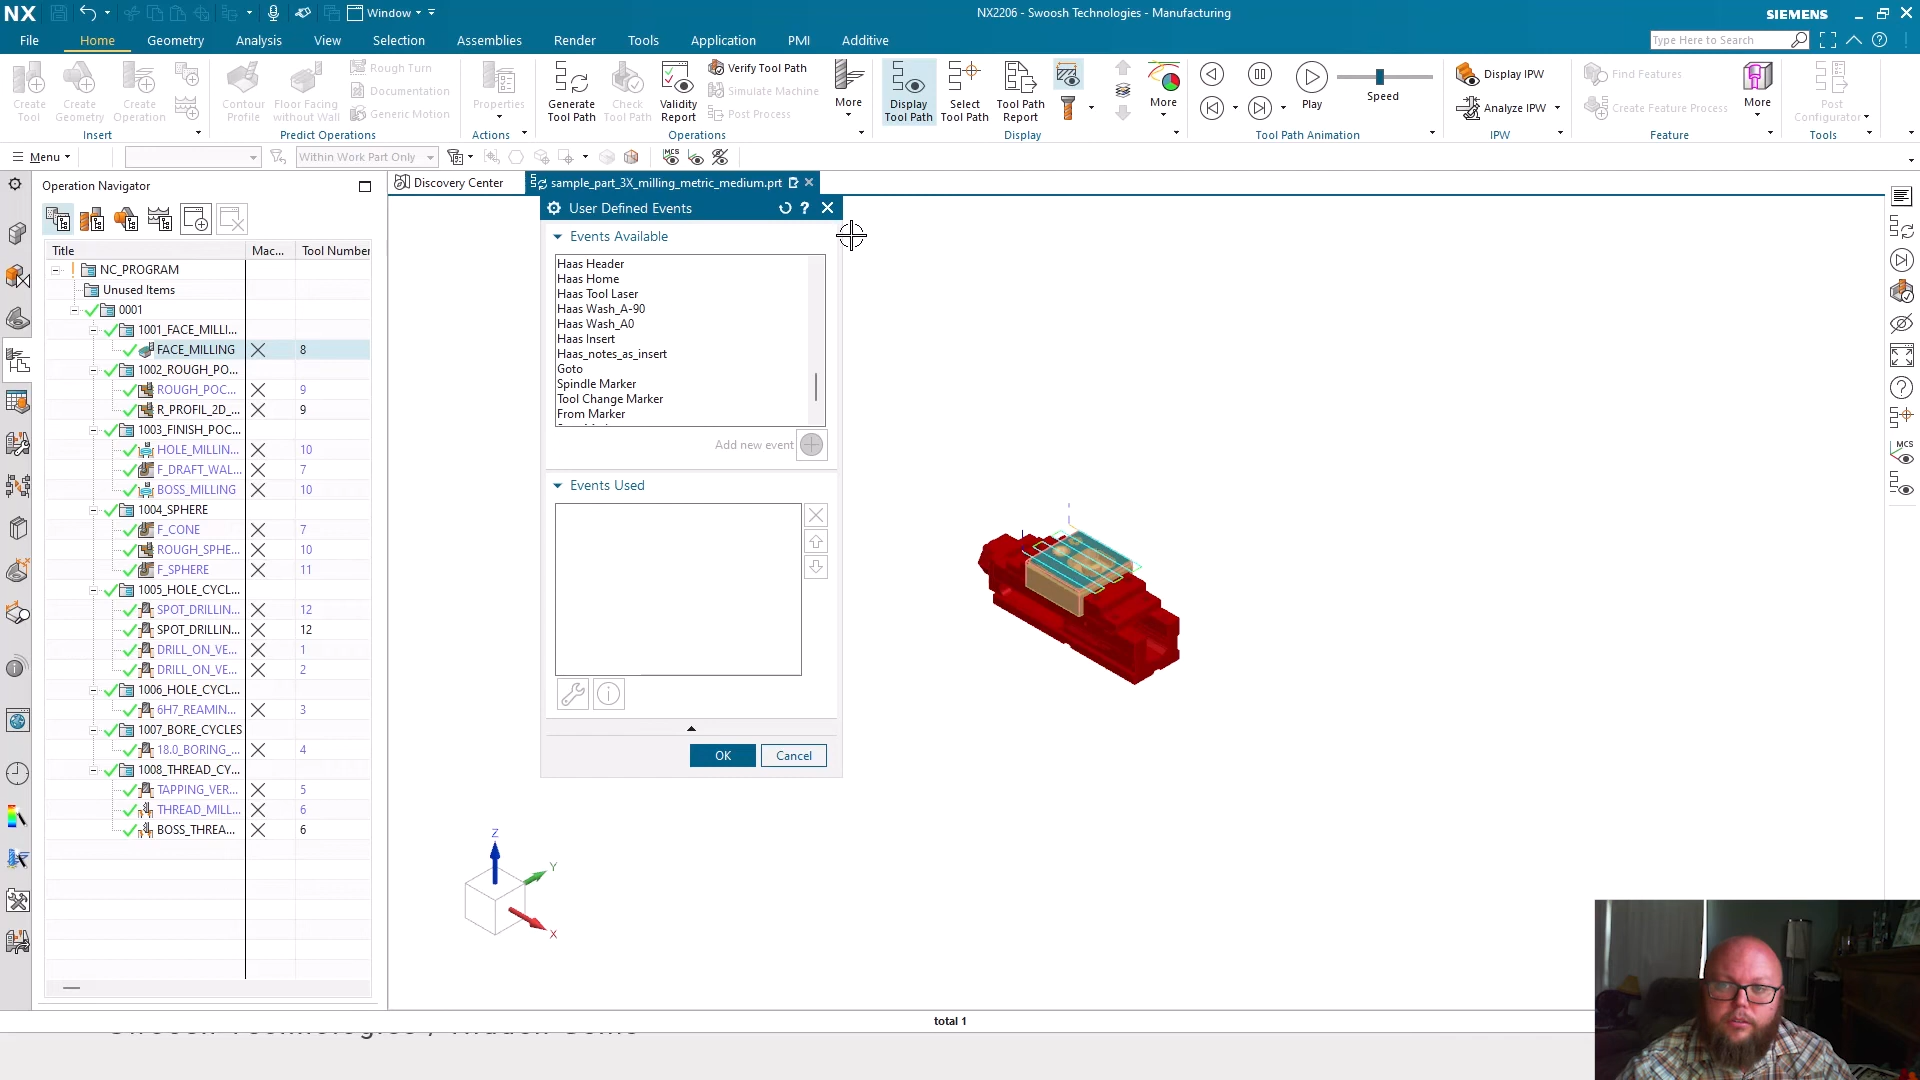 NX
Window
NX2206 - Swoosh Technologies - Manufacturing
SIEMENS
File
Home
Geometry
Analysis
View
Selection
Assemblies
Render
Tools
Application
PMI
Additive
Type Here to Search
Create Tool
Create Geometry
Create Operation
Insert
Contour Profile
Floor Facing without Wall
Rough Turn
Documentation
Generic Motion
Predict Operations
Properties
Actions
Generate Tool Path
Check Tool Path
Validity Report
Verify Tool Path
Simulate Machine
Post Process
More
Operations
Display Tool Path
Select Tool Path
Tool Path Report
More
Display
Play
Speed
Tool Path Animation
Display IPW
Analyze IPW
IPW
Find Features
Create Feature Process
More
Feature
Post Configurator
Tools
Menu
Within Work Part Only
MCS
Operation Navigator
Discovery Center
sample_part_3X_milling_metric_medium.prt
Title
Mac...
Tool Number
NC_PROGRAM
Unused Items
0001
1001_FACE_MILLI...
FACE_MILLING 8
1002_ROUGH_PO...
ROUGH_POC... 9
R_PROFIL_2D_... 9
1003_FINISH_POC...
HOLE_MILLIN... 10
F_DRAFT_WAL... 7
BOSS_MILLING 10
1004_SPHERE
F_CONE 7
ROUGH_SPHE... 10
F_SPHERE 11
1005_HOLE_CYCL...
SPOT_DRILLIN... 12
SPOT_DRILLIN... 12
DRILL_ON_VE... 1
DRILL_ON_VE... 2
1006_HOLE_CYCL...
6H7_REAMIN... 3
1007_BORE_CYCLES
18.0_BORING_... 4
1008_THREAD_CY...
TAPPING_VER... 5
THREAD_MILL... 6
BOSS_THREA... 6
User Defined Events
Events Available
Haas Header
Haas Home
Haas Tool Laser
Haas Wash_A-90
Haas Wash_A0
Haas Insert
Haas_notes_as_insert
Goto
Spindle Marker
Tool Change Marker
From Marker
Add new event
Events Used
OK
Cancel
Z
Y
X
MCS
total 1